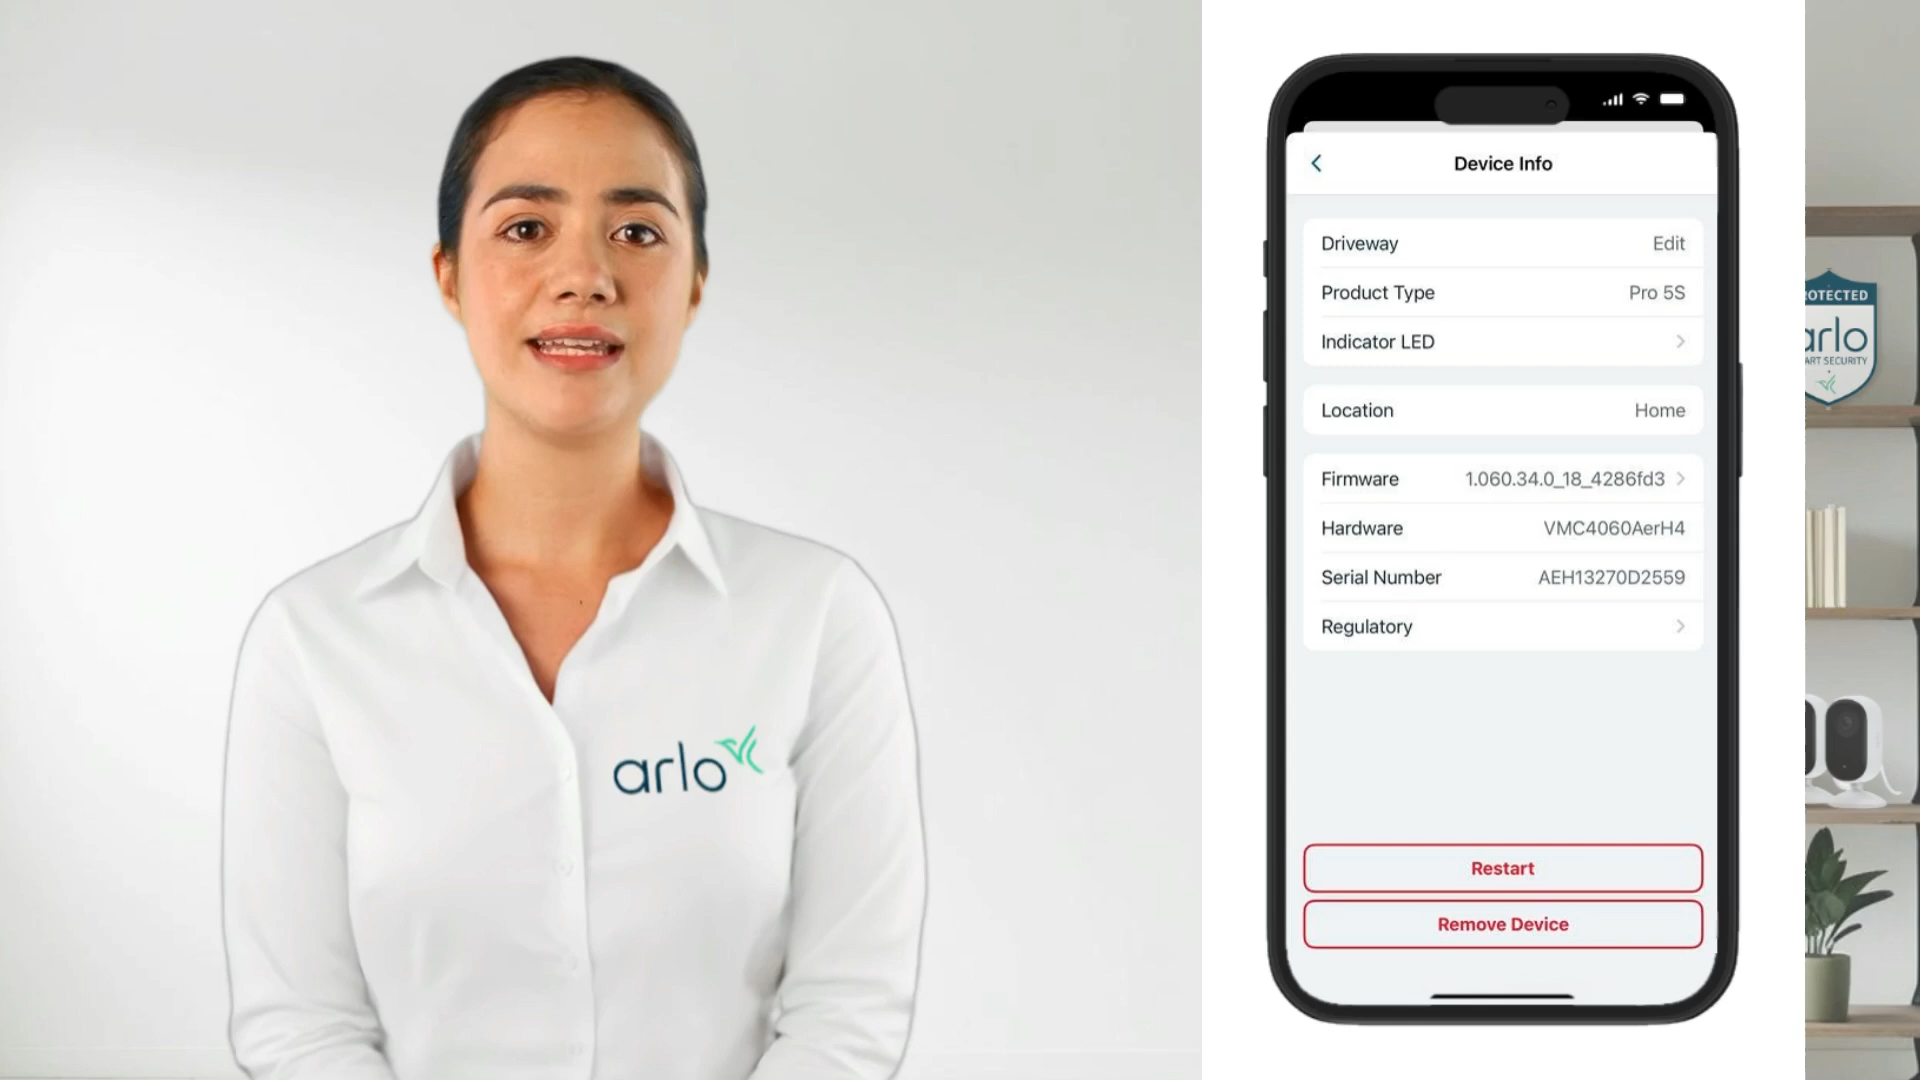 arlo
Device Info
Driveway Edit
Product Type Pro 5S
Indicator LED
Location Home
Firmware 1.060.34.0_18_4286fd3
Hardware VMC4060AerH4
Serial Number AEH13270D2559
Regulatory
Restart
Remove Device
OTECTED
arlo
ART SECURITY